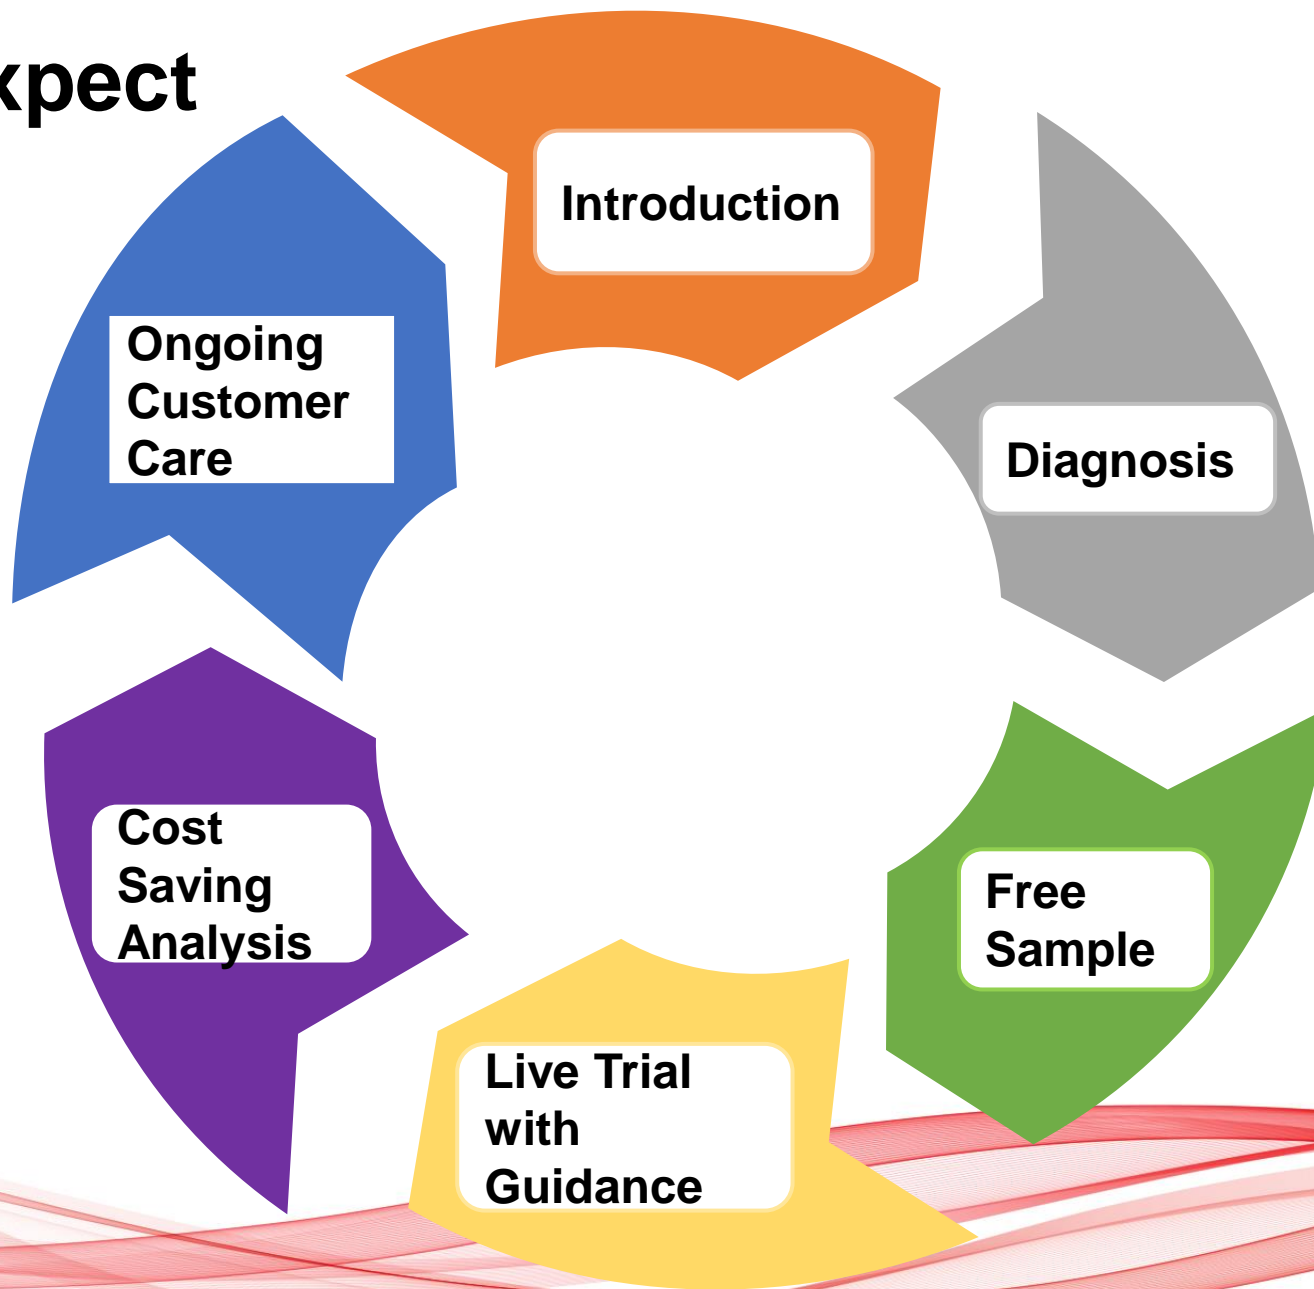 xpect
Introduction
Diagnosis
Free
Sample
Live Trial
with
Guidance
Cost
Saving
Analysis
Ongoing
Customer
Care